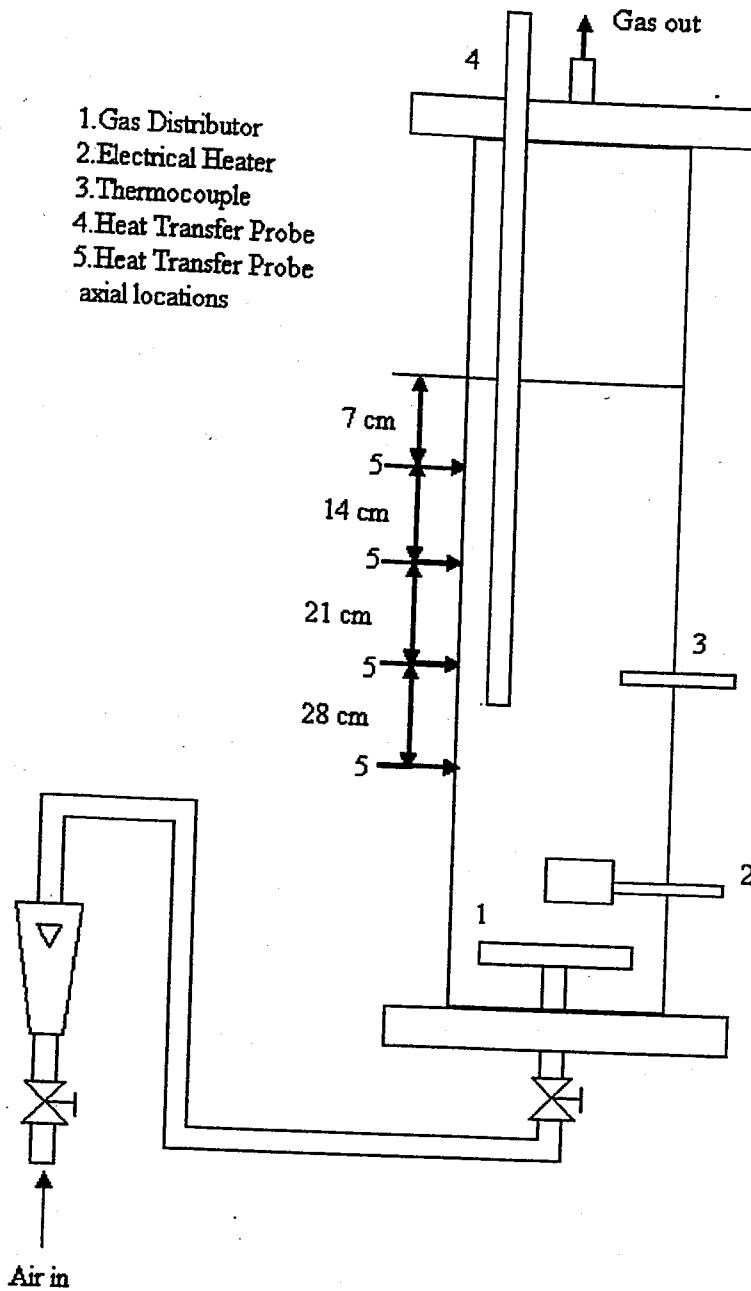 Gas out
4
1.Gas Distributor
2.Electrical Heater
3.Thermocouple
4.Heat Transfer Probe
5.Heat Transfer Probe
axial locations
7 cm
5
14 cm
5
21 cm
5
3
28 cm
5
2
1
Air in